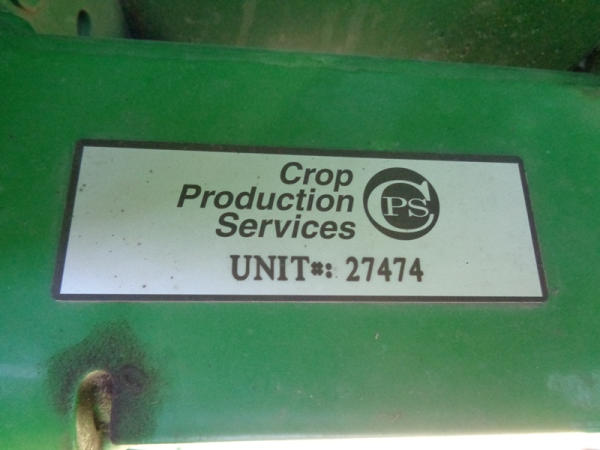 Crop
Production
Services
CPS.
UNIT#: 27474